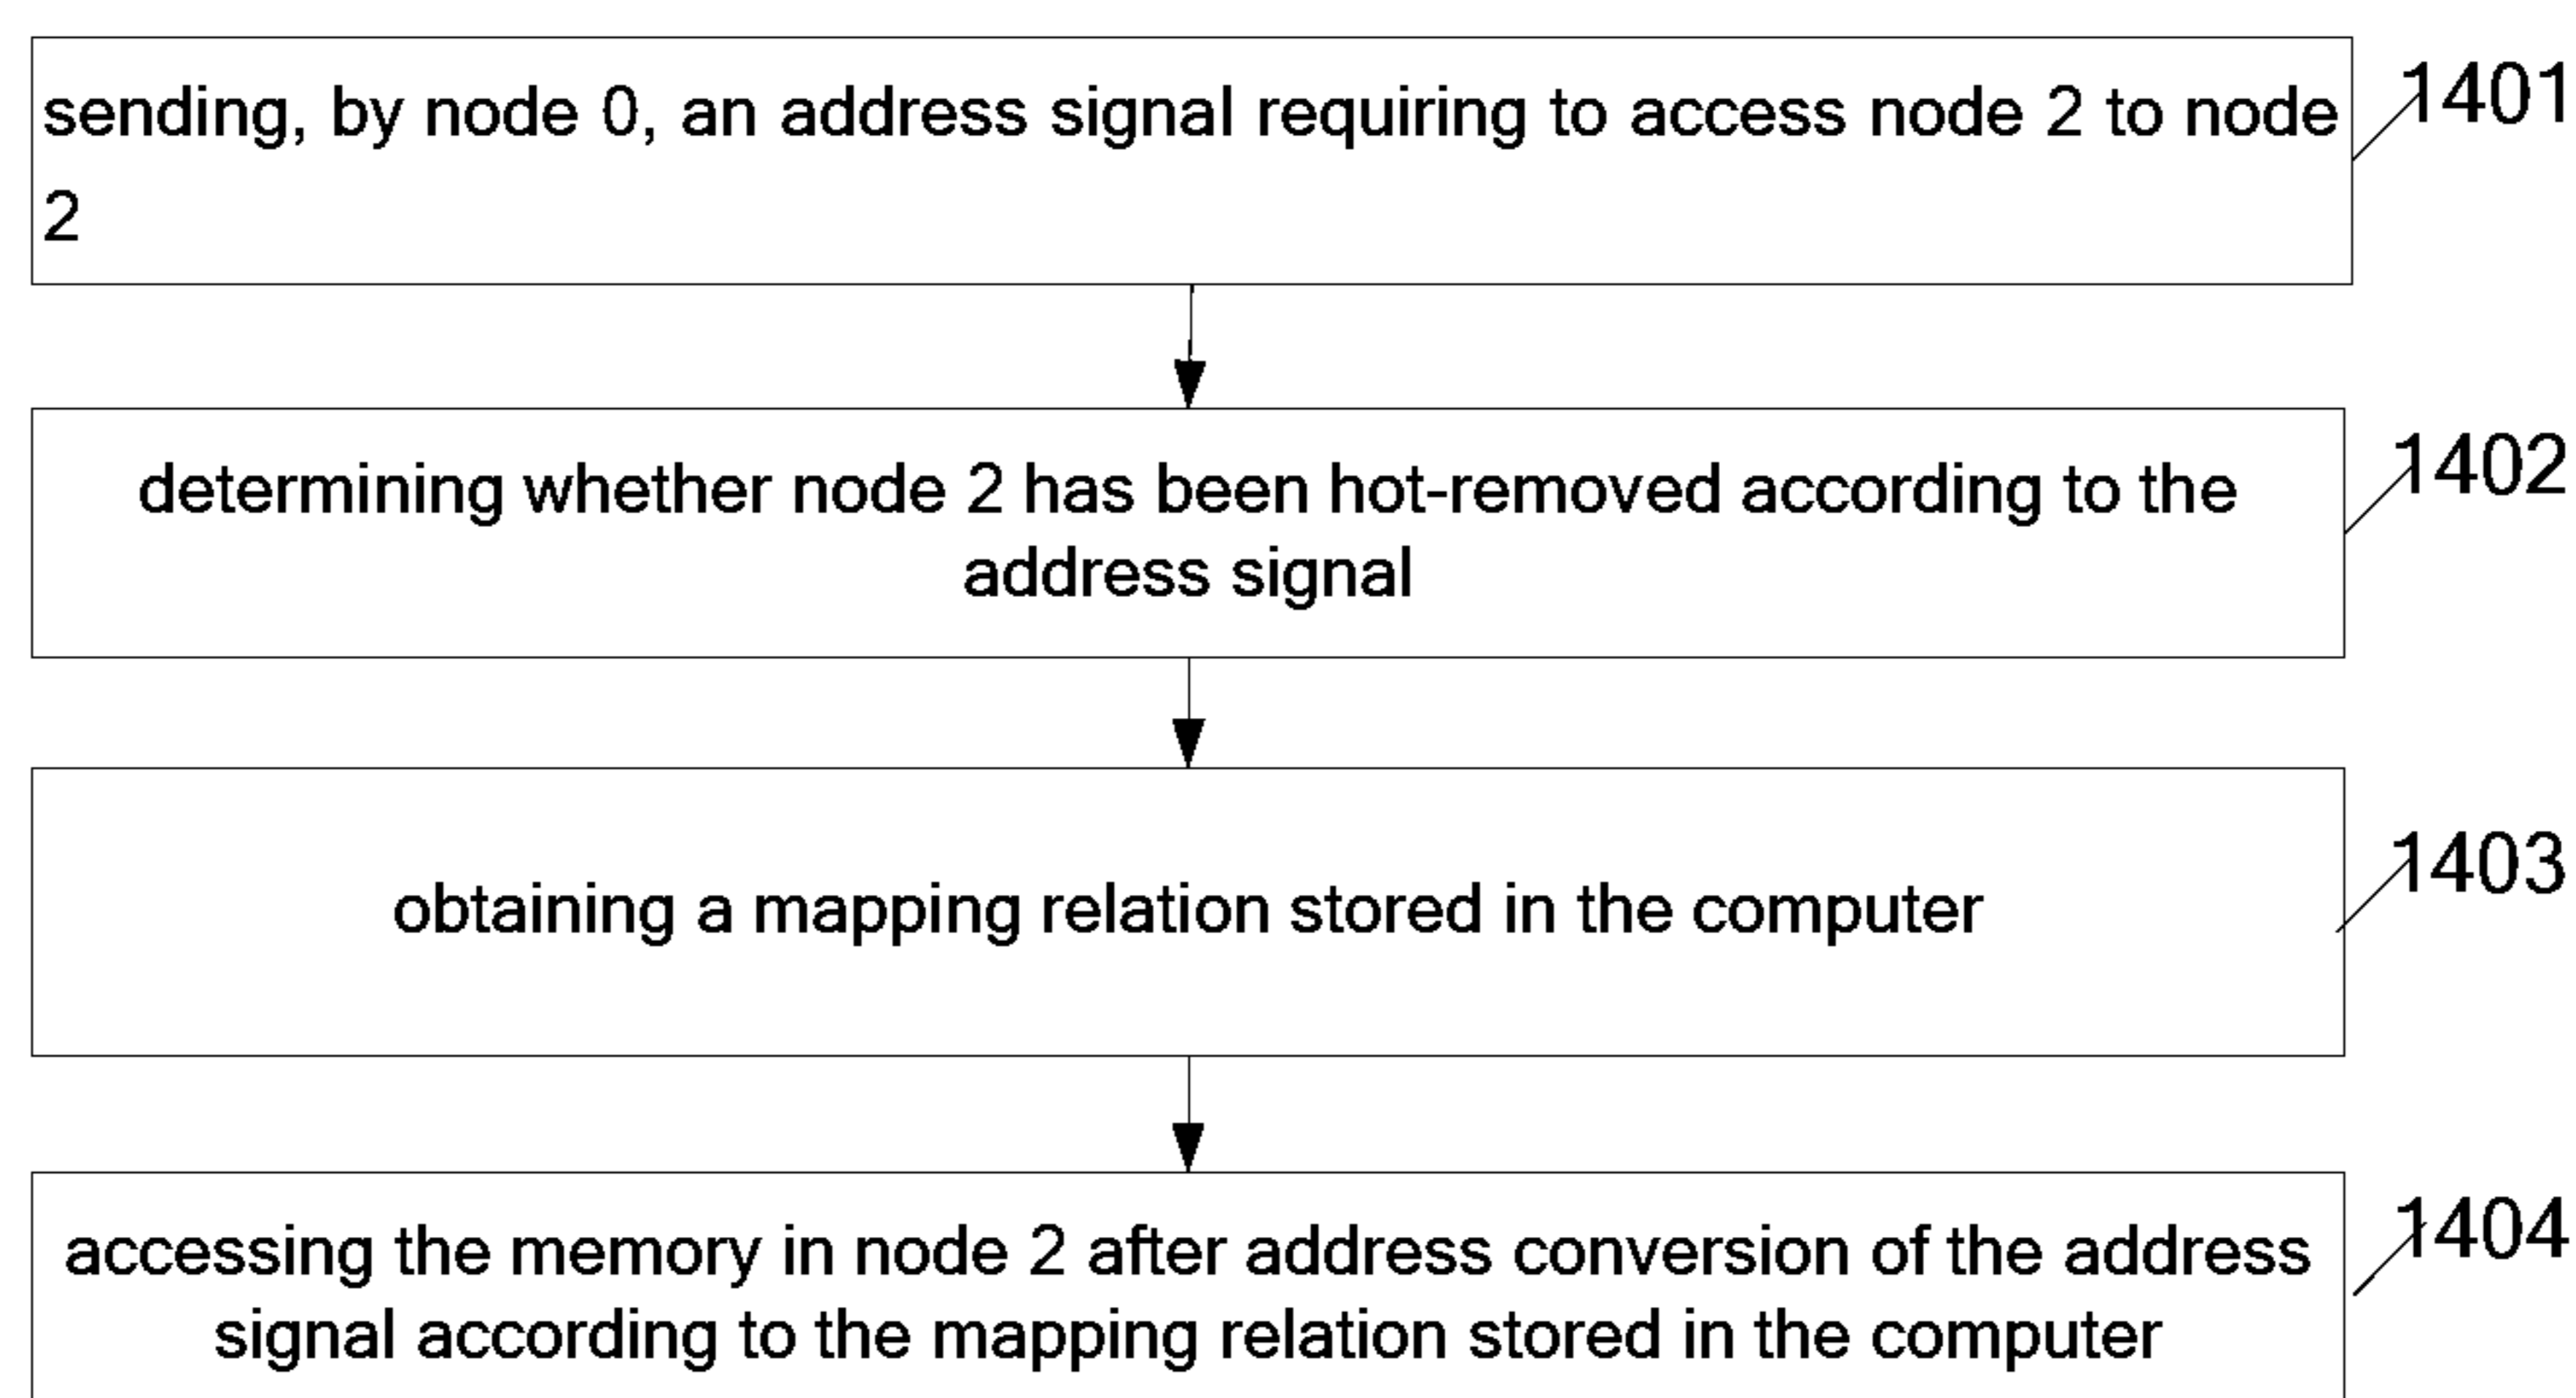 sending, by node 0, an address signal requiring to access node 2 to node
2
1401
determining whether node 2 has been hot-removed according to the
address signal
1402
obtaining a mapping relation stored in the computer
1403
accessing the memory in node 2 after address conversion of the address
signal according to the mapping relation stored in the computer
1404